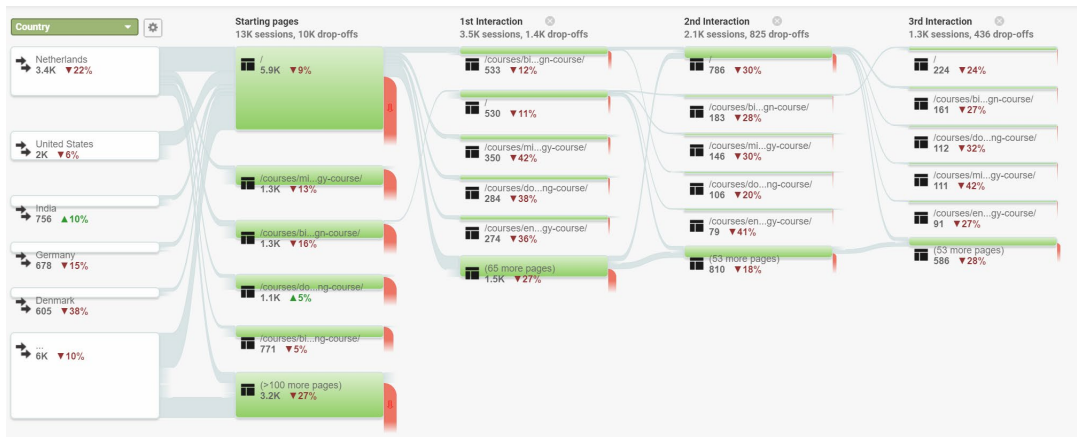 Country
Netherlands
3.4K ▼22%
United States
2K ▼6%
India
756 ▲10%
Germany
678 ▼15%
Denmark
605 ▼38%
...
6K ▼10%
Starting pages
13K sessions, 10K drop-offs
/
5.9K ▼9%
/courses/mi...gy-course/
1.3K ▼13%
/courses/bi...gn-course/
1.3K ▼16%
/courses/do...ng-course/
1.1K ▲5%
/courses/bi...ng-course/
771 ▼5%
(>100 more pages)
3.2K ▼27%
1st Interaction
3.5K sessions, 1.4K drop-offs
/courses/bi...gn-course/
533 ▼12%
/
530 ▼11%
/courses/mi...gy-course/
350 ▼42%
/courses/do...ng-course/
284 ▼38%
/courses/en...gy-course/
274 ▼36%
(65 more pages)
1.5K ▼27%
2nd Interaction
2.1K sessions, 825 drop-offs
/
786 ▼30%
/courses/bi...gn-course/
183 ▼28%
/courses/mi...gy-course/
146 ▼30%
/courses/do...ng-course/
106 ▼20%
/courses/en...gy-course/
79 ▼41%
(53 more pages)
810 ▼18%
3rd Interaction
1.3K sessions, 436 drop-offs
/
224 ▼24%
/courses/bi...gn-course/
161 ▼27%
/courses/do...ng-course/
112 ▼32%
/courses/mi...gy-course/
111 ▼42%
/courses/en...gy-course/
91 ▼27%
(53 more pages)
586 ▼28%